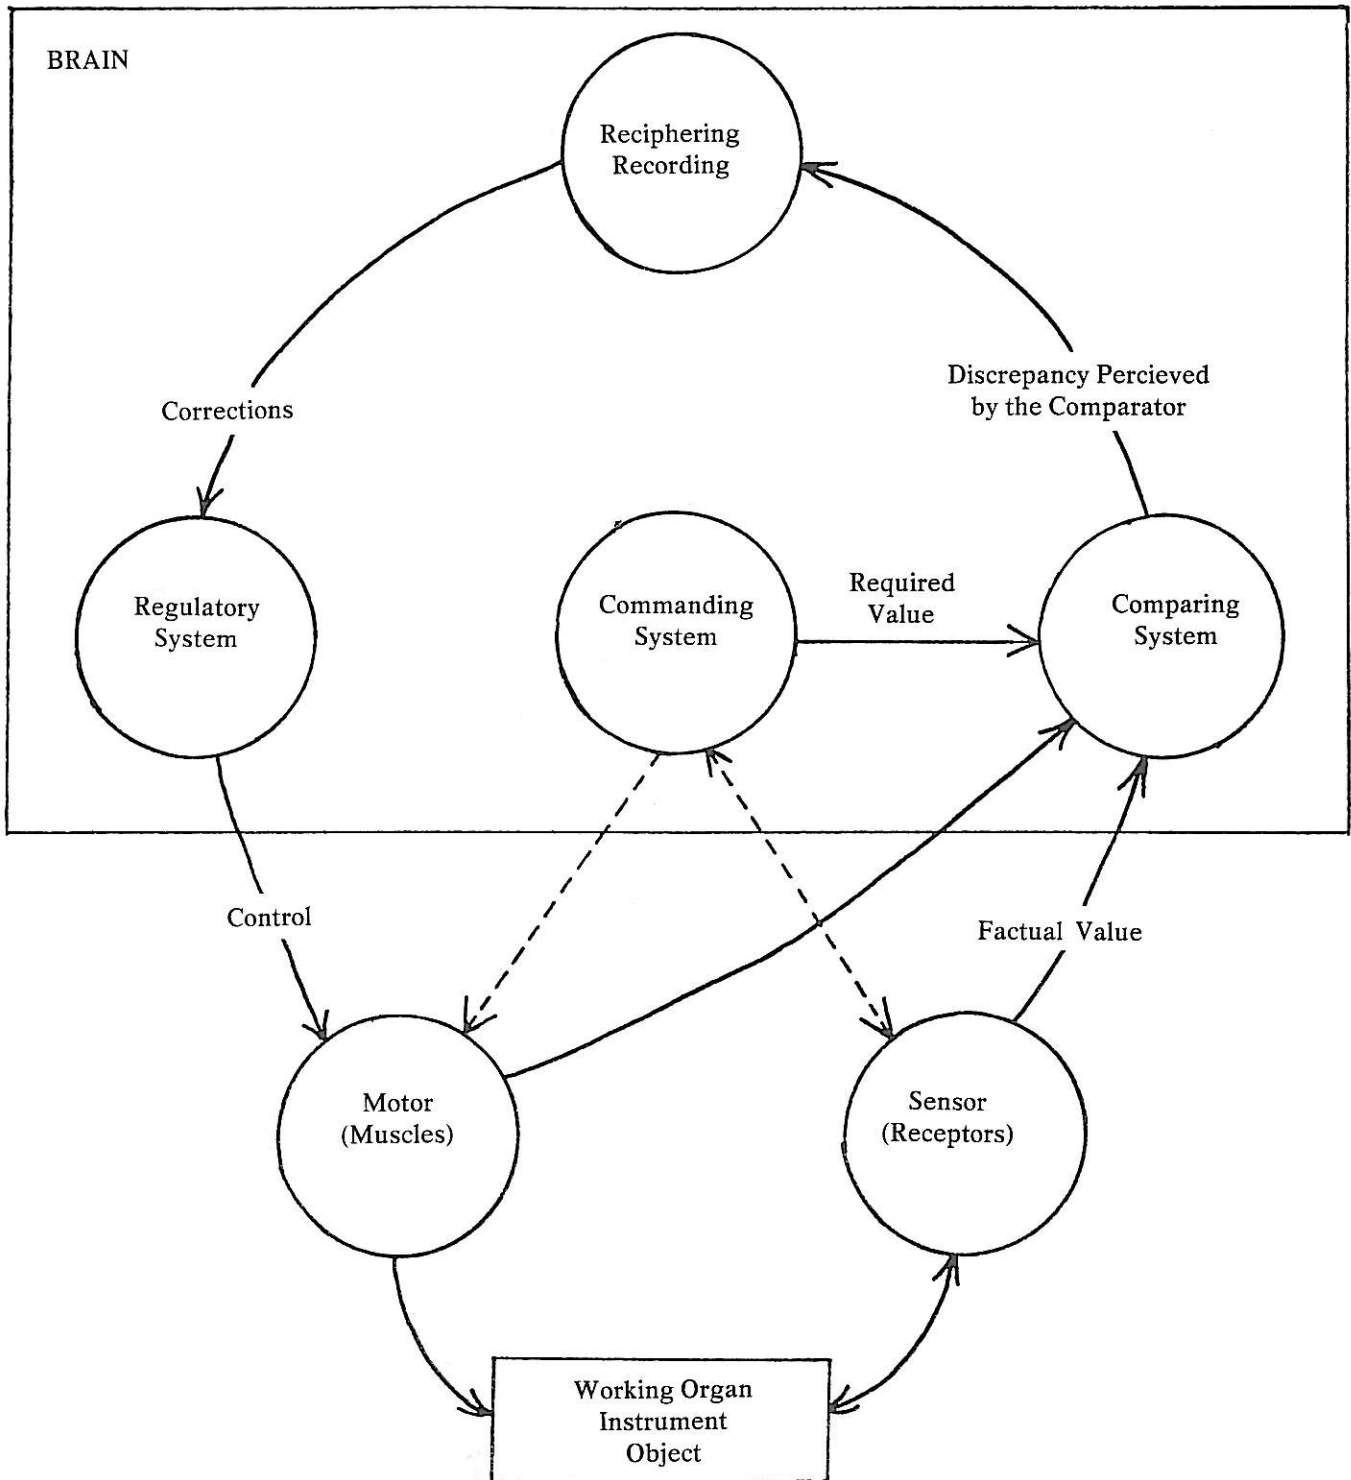 BRAIN
Reciphering
Recording
Corrections
Discrepancy Percieved
by the Comparator
Regulatory
System
Commanding
System
Required
Value
Comparing
System
Control
Factual Value
Motor
(Muscles)
Sensor
(Receptors)
Working Organ
Instrument
Object